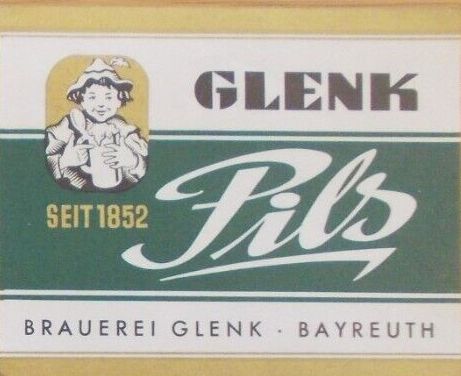 GLENK
Pils
SEIT 1852
BRAUEREI GLENK · BAYREUTH